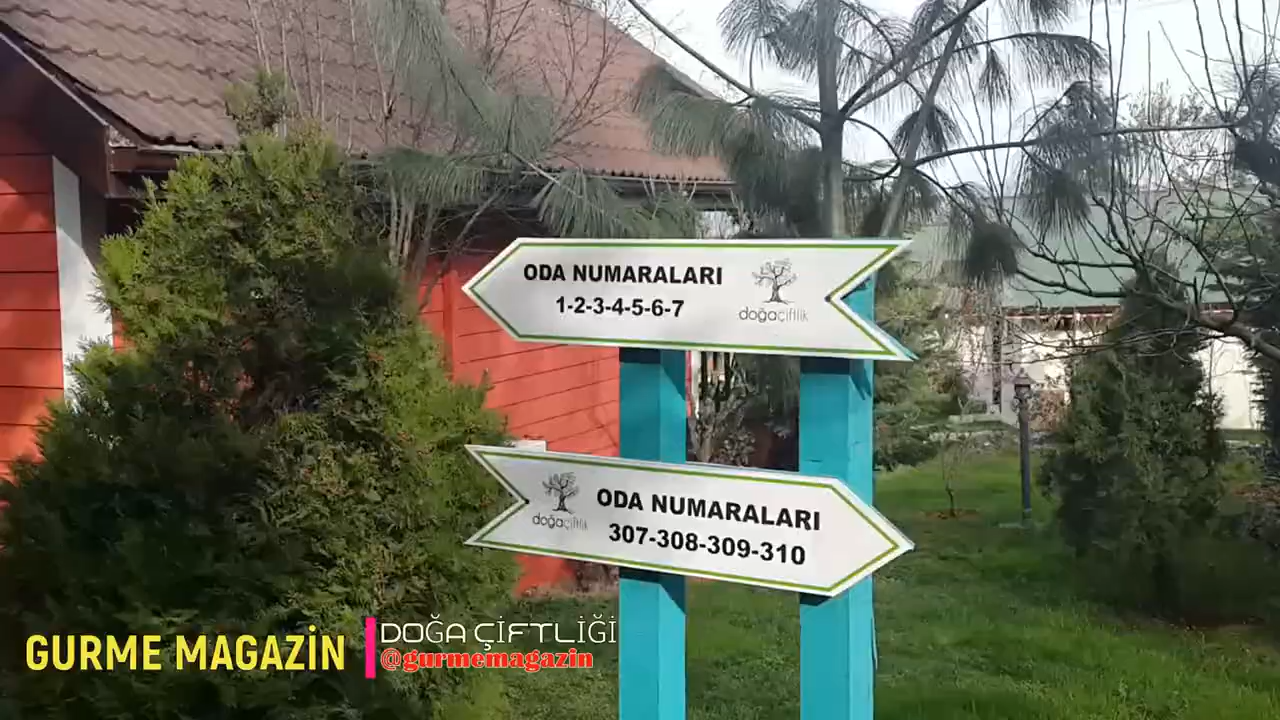 ODA NUMARALARI
1-2-3-4-5-6-7
doğaçiftlik
doğaçiftlik
ODA NUMARALARI
307-308-309-310
GURME MAGAZİN
DOĞA ÇİFTLİĞİ
@gurmemagazin